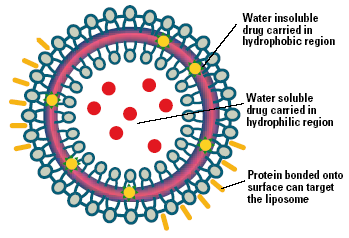 Water insoluble
drug carried in
hydrophobic region
Water soluble
drug carried in
hydrophilic region
Protein bonded onto
surface can target
the liposome